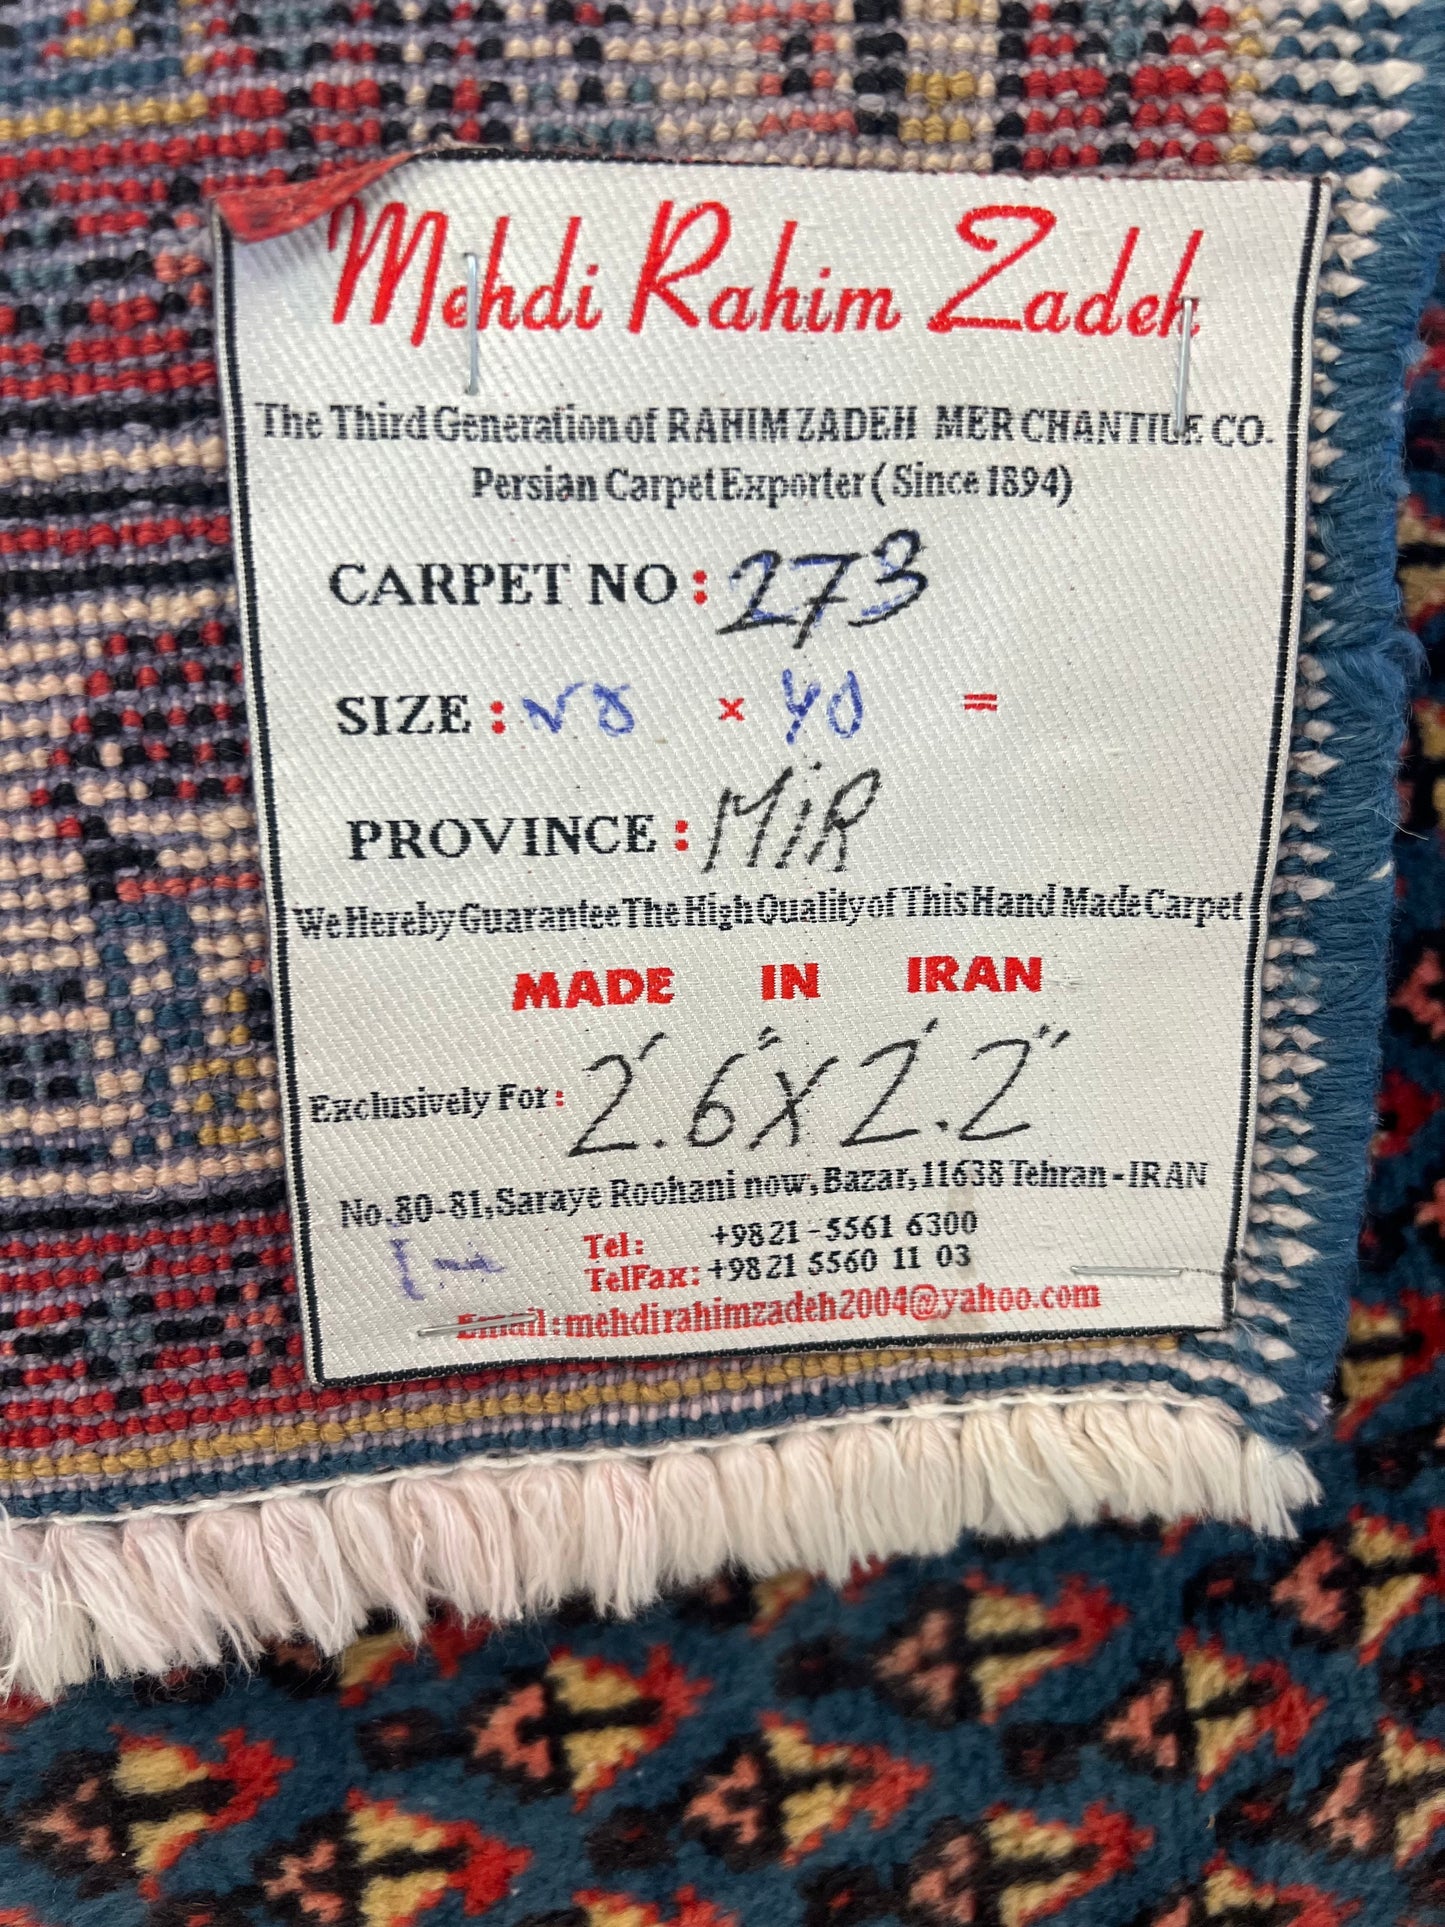 Mehdi Rahim Zadeh
The Third Generation of RAHIM ZADEH MERCHANTILE CO.
Persian Carpet Exporter ( Since 1894)
CARPET NO : 273
SIZE : × =
PROVINCE : MiR
We Hereby Guarantee The High Quality of This Hand Made Carpet
MADE IN IRAN
Exclusively For: 2'.6"X2'.2"
No.80-81,Saraye Roohani now,Bazar,11638 Tehran-IRAN
Tel: +9821-5561 6300
TelFax: +9821 5560 11 03
Email:mehdirahimzadeh2004@yahoo.com